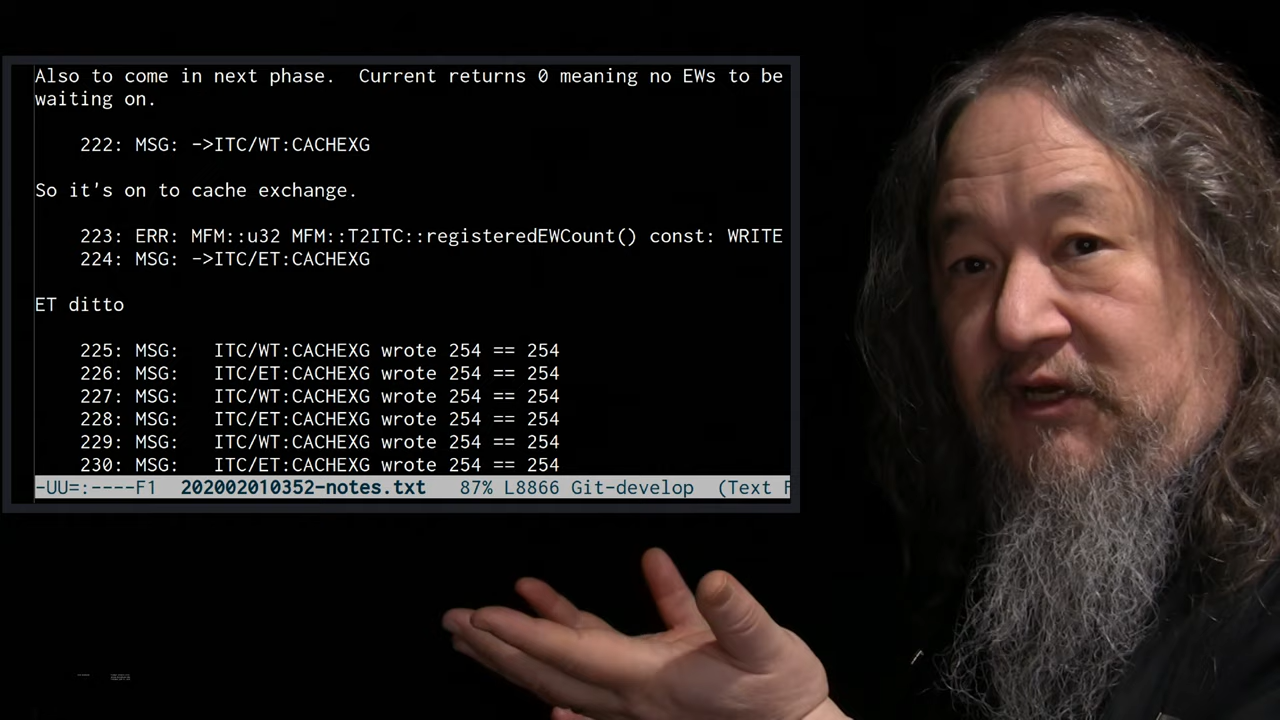 Also to come in next phase.  Current returns 0 meaning no EWs to be
waiting on.
222: MSG: ->ITC/WT:CACHEXG
So it's on to cache exchange.
223: ERR: MFM::u32 MFM::T2ITC::registeredEWCount() const: WRITE
224: MSG: ->ITC/ET:CACHEXG
ET ditto
225: MSG:   ITC/WT:CACHEXG wrote 254 == 254
226: MSG:   ITC/ET:CACHEXG wrote 254 == 254
227: MSG:   ITC/WT:CACHEXG wrote 254 == 254
228: MSG:   ITC/ET:CACHEXG wrote 254 == 254
229: MSG:   ITC/WT:CACHEXG wrote 254 == 254
230: MSG:   ITC/ET:CACHEXG wrote 254 == 254
-UU=:----F1  202002010352-notes.txt   87% L8866 Git-develop  (Text F